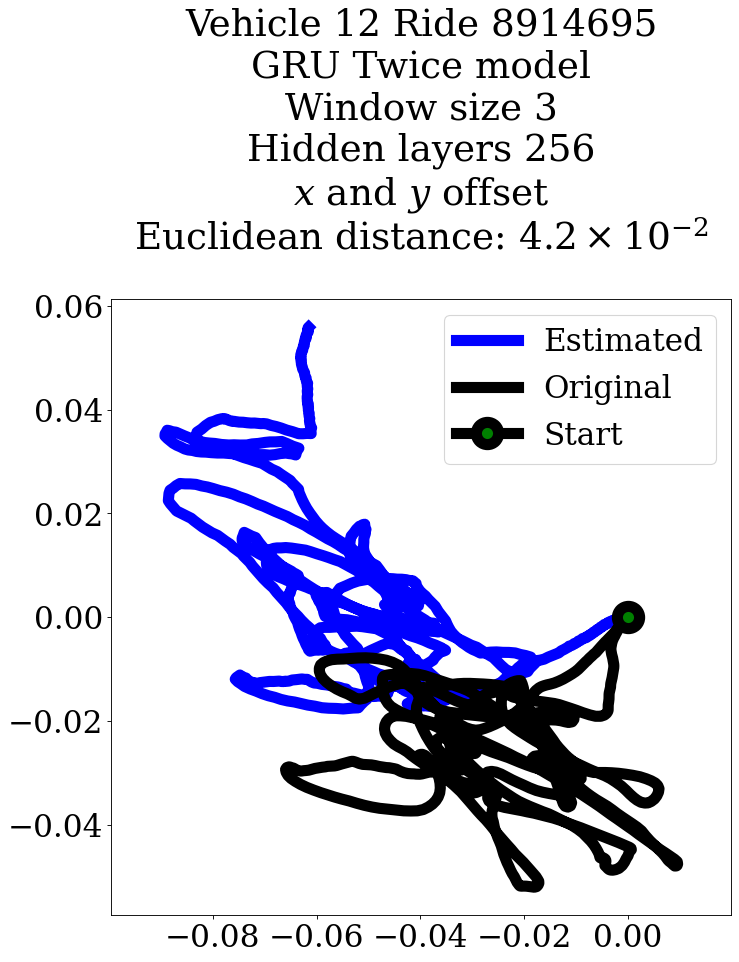 Vehicle 12 Ride 8914695
GRU Twice model
Window size 3
Hidden layers 256
x and y offset
Euclidean distance: 4.2 × 10⁻²
Estimated
Original
Start
0.06
0.04
0.02
0.00
−0.02
−0.04
−0.08 −0.06 −0.04 −0.02 0.00